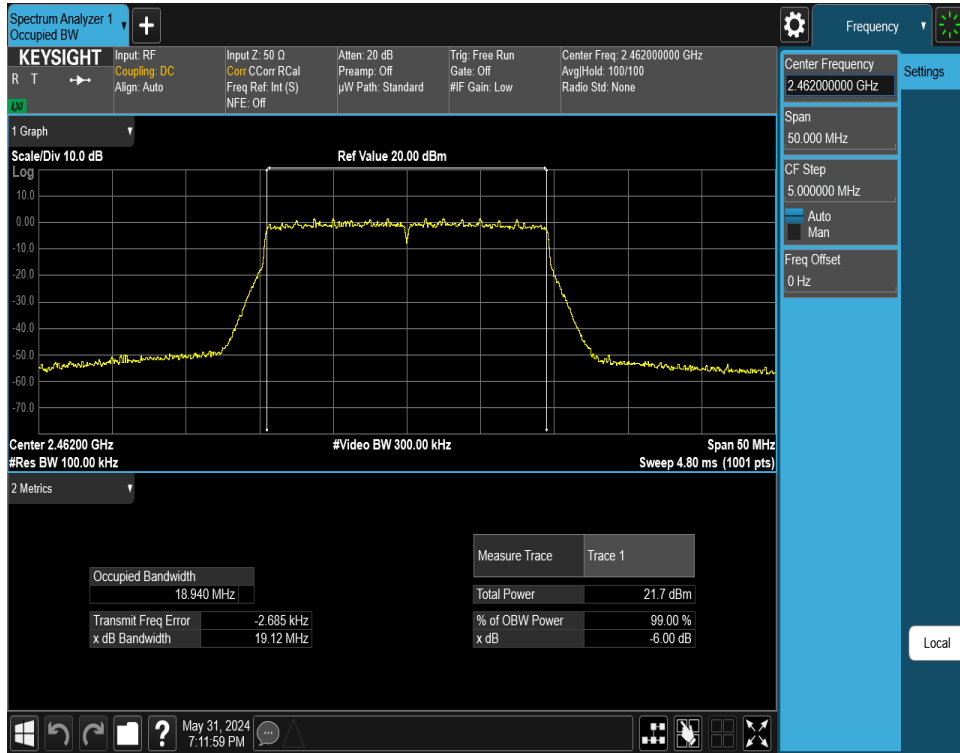 Spectrum Analyzer 1
Occupied BW
+
Frequency
KEYSIGHT
R T
LXI
Input: RF
Coupling: DC
Align: Auto
Input Z: 50 Ω
Corr CCorr RCal
Freq Ref: Int (S)
NFE: Off
Atten: 20 dB
Preamp: Off
µW Path: Standard
Trig: Free Run
Gate: Off
#IF Gain: Low
Center Freq: 2.462000000 GHz
Avg|Hold: 100/100
Radio Std: None
Center Frequency
2.462000000 GHz
Settings
Span
50.000 MHz
CF Step
5.000000 MHz
Auto
Man
Freq Offset
0 Hz
Local
1 Graph
Scale/Div 10.0 dB
Ref Value 20.00 dBm
Log
10.0
0.00
-10.0
-20.0
-30.0
-40.0
-50.0
-60.0
-70.0
Center 2.46200 GHz
#Video BW 300.00 kHz
Span 50 MHz
#Res BW 100.00 kHz
Sweep 4.80 ms (1001 pts)
2 Metrics
Measure Trace Trace 1
Occupied Bandwidth
18.940 MHz
Total Power 21.7 dBm
Transmit Freq Error -2.685 kHz
% of OBW Power 99.00 %
x dB Bandwidth 19.12 MHz
x dB -6.00 dB
?
May 31, 2024
7:11:59 PM